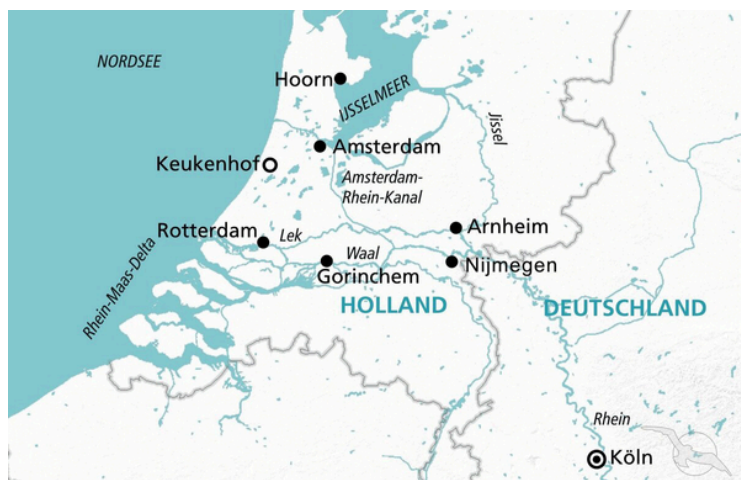 NORDSEE
Hoorn
IJSSELMEER
Jissel
Amsterdam
Keukenhof
Amsterdam-
Rhein-Kanal
Rotterdam
Lek
Arnheim
Rhein-Maas-Delta
Waal
Gorinchem
Nijmegen
HOLLAND
DEUTSCHLAND
Rhein
Köln